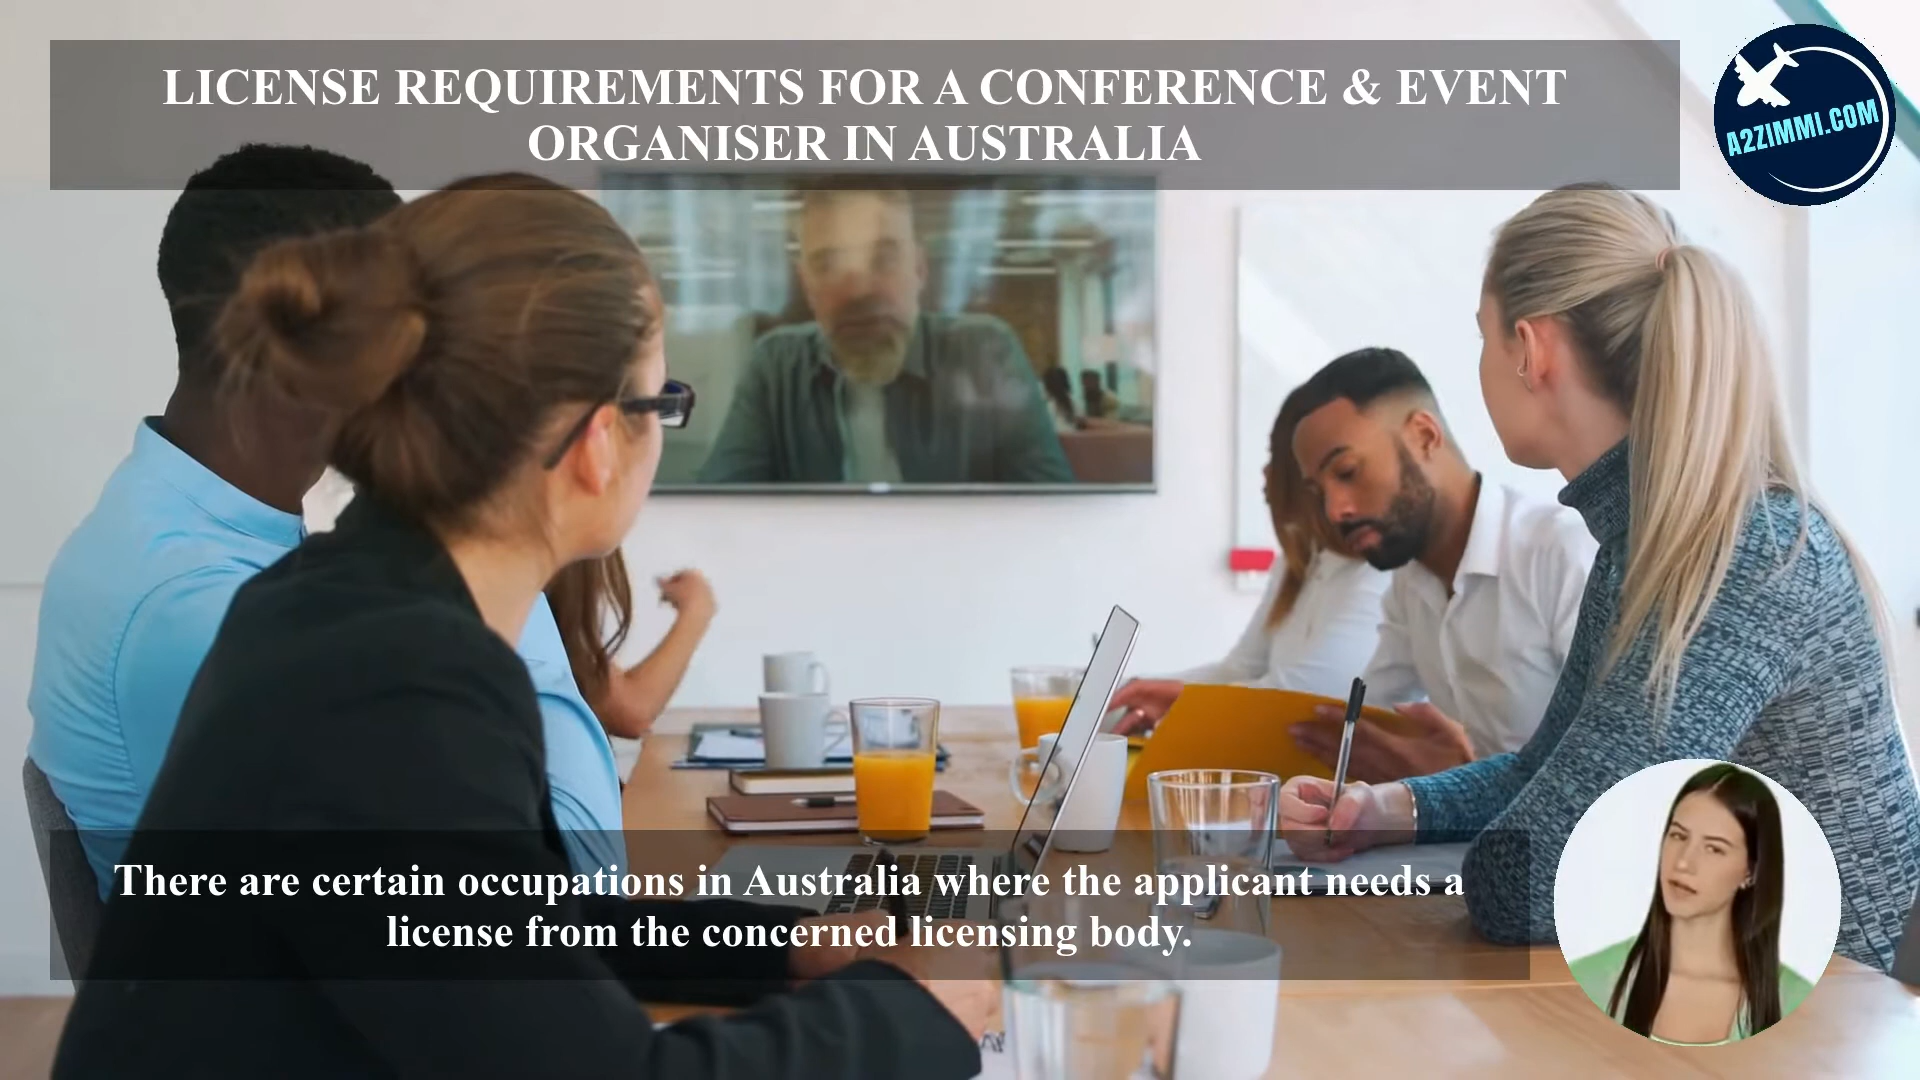 LICENSE REQUIREMENTS FOR A CONFERENCE & EVENT
ORGANISER IN AUSTRALIA
A2ZIMMI.COM
There are certain occupations in Australia where the applicant needs a
license from the concerned licensing body.